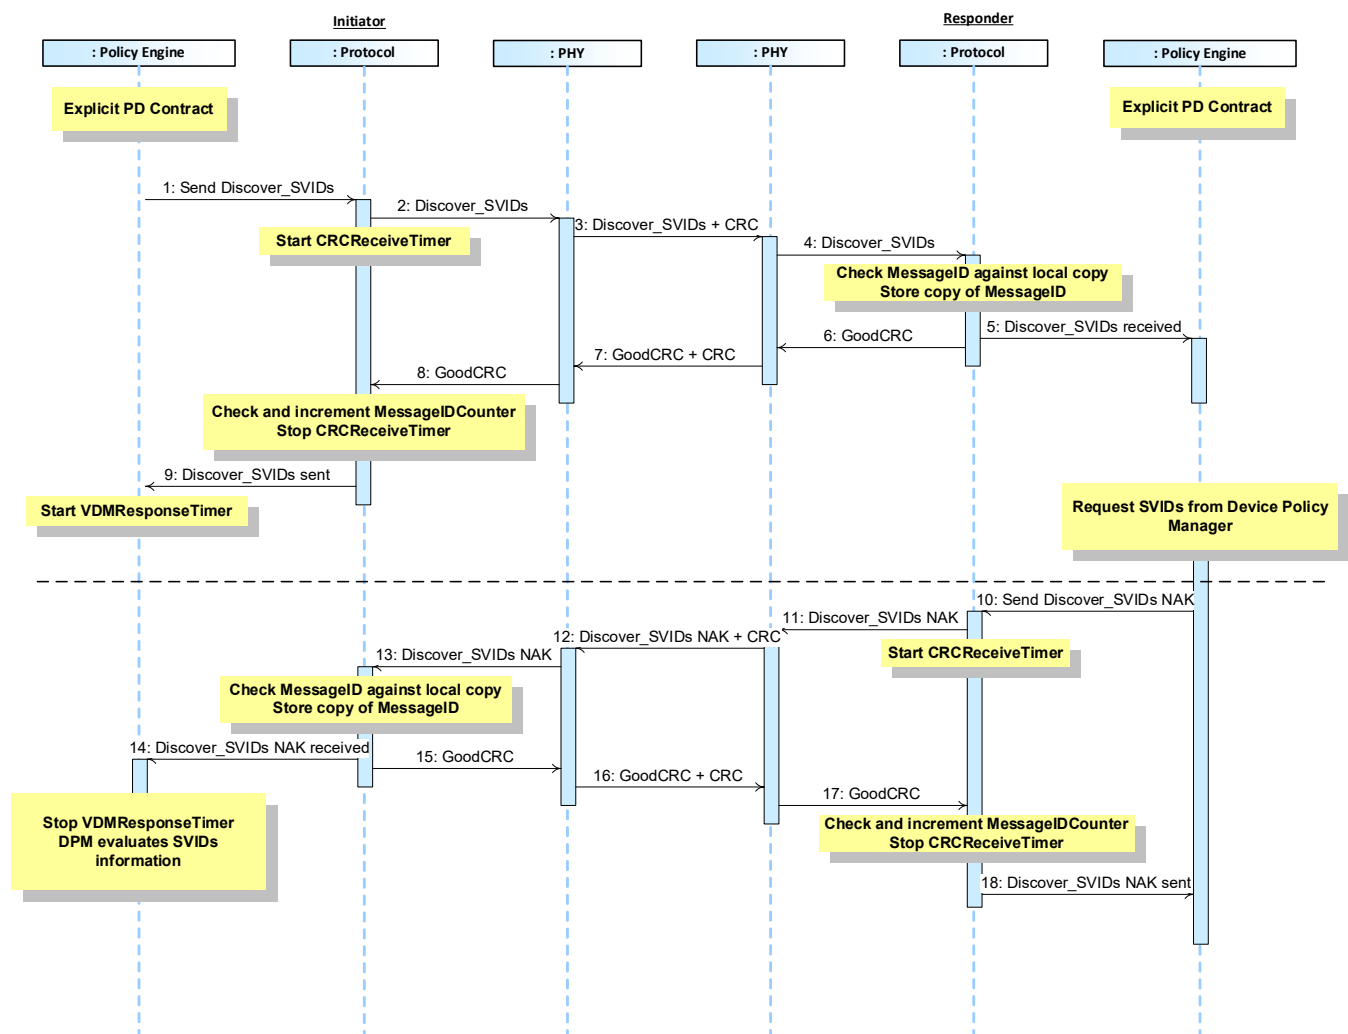 Initiator
Responder
: Policy Engine
: Protocol
: PHY
: PHY
: Protocol
: Policy Engine
Explicit PD Contract
Explicit PD Contract
1: Send Discover_SVIDs
2: Discover_SVIDs
3: Discover_SVIDs + CRC
Start CRCReceiveTimer
4: Discover_SVIDs
Check MessageID against local copy
Store copy of MessageID
5: Discover_SVIDs received
6: GoodCRC
7: GoodCRC + CRC
8: GoodCRC
Check and increment MessageIDCounter
Stop CRCReceiveTimer
9: Discover_SVIDs sent
Start VDMResponseTimer
Request SVIDs from Device Policy
Manager
10: Send Discover_SVIDs NAK
11: Discover_SVIDs NAK
12: Discover_SVIDs NAK + CRC
Start CRCReceiveTimer
13: Discover_SVIDs NAK
Check MessageID against local copy
Store copy of MessageID
14: Discover_SVIDs NAK received
15: GoodCRC
16: GoodCRC + CRC
17: GoodCRC
Stop VDMResponseTimer
DPM evaluates SVIDs
information
Check and increment MessageIDCounter
Stop CRCReceiveTimer
18: Discover_SVIDs NAK sent